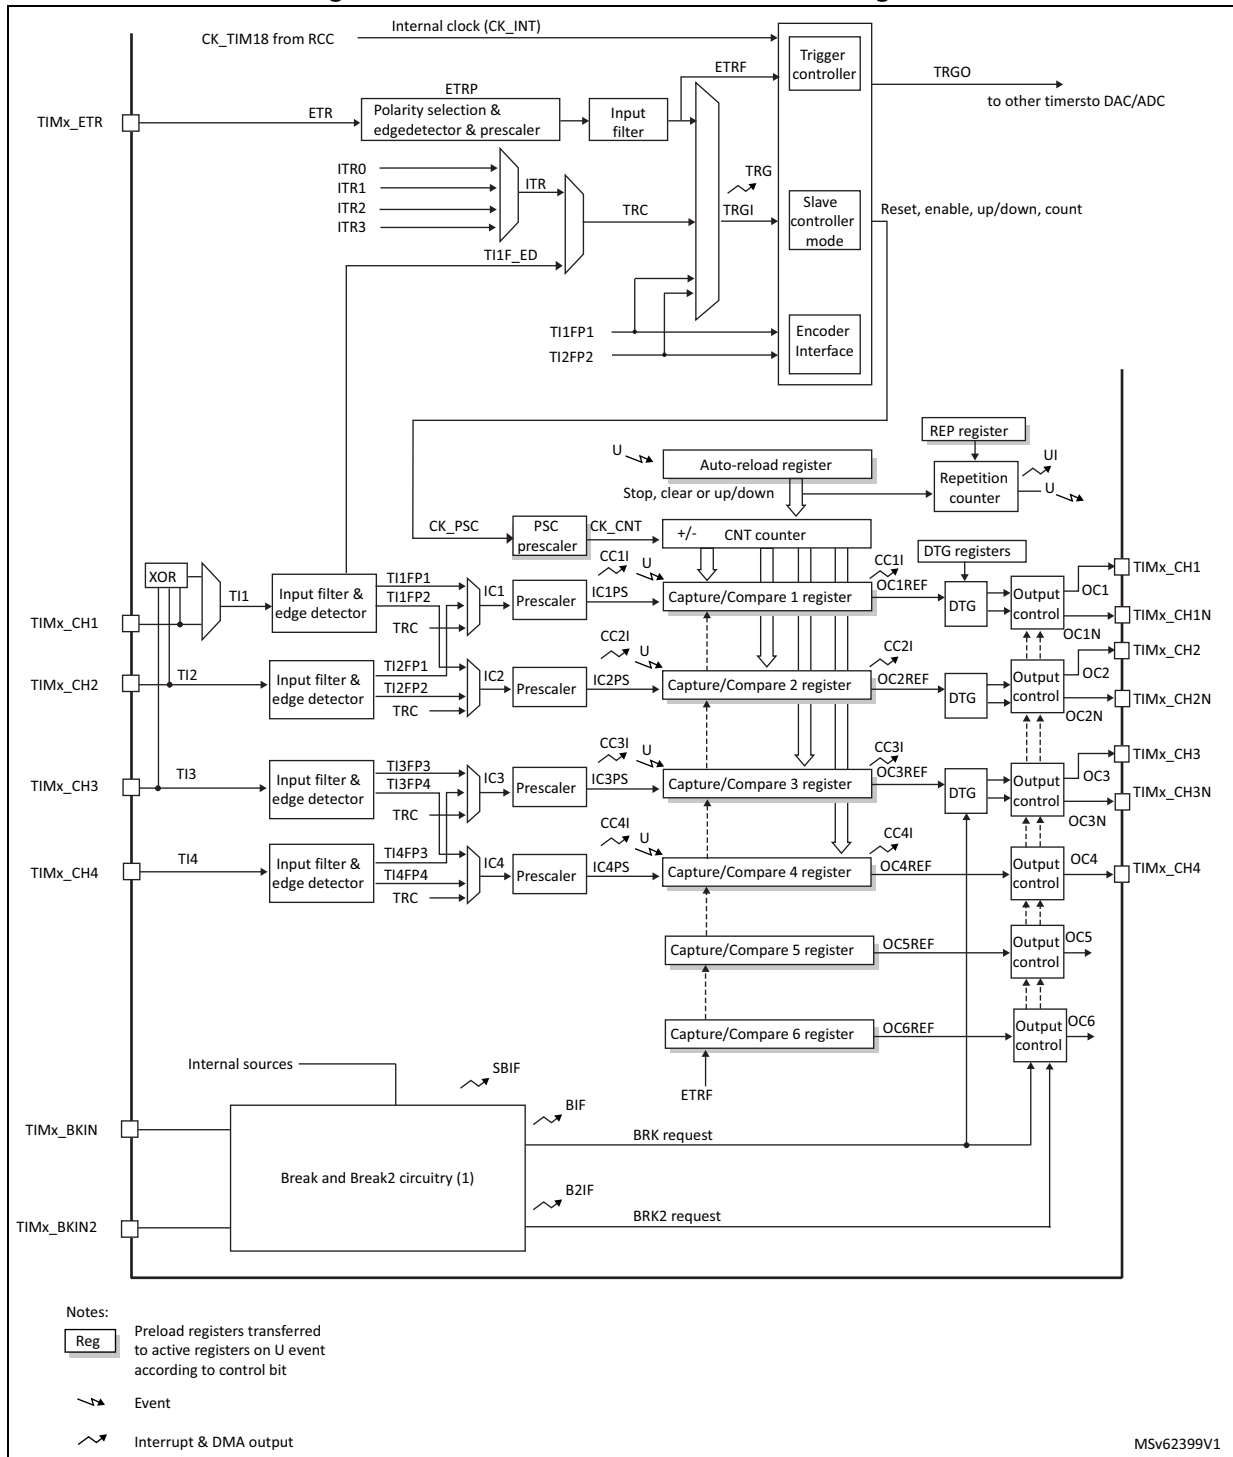 Internal clock (CK_INT)
CK_TIM18 from RCC
Trigger
controller
ETRF
TRGO
to other timersto DAC/ADC
ETRP
TIMx_ETR
ETR
Polarity selection &
edgedetector & prescaler
Input
filter
ITR0
ITR1
ITR2
ITR3
ITR
TRC
TRG
TRGI
Slave
controller
mode
Reset, enable, up/down, count
TI1F_ED
TI1FP1
TI2FP2
Encoder
Interface
REP register
U
Auto-reload register
UI
Repetition
counter
U
Stop, clear or up/down
CK_PSC
PSC
prescaler
CK_CNT
+/-
CNT counter
DTG registers
XOR
TI1
Input filter &
edge detector
TI1FP1
TI1FP2
TRC
IC1
Prescaler
IC1PS
CC1I
U
Capture/Compare 1 register
CC1I
OC1REF
DTG
Output
control
OC1
OC1N
TIMx_CH1
TIMx_CH1N
TIMx_CH1
TIMx_CH2
TI2
Input filter &
edge detector
TI2FP1
TI2FP2
TRC
IC2
Prescaler
IC2PS
CC2I
U
Capture/Compare 2 register
CC2I
OC2REF
DTG
Output
control
OC2
OC2N
TIMx_CH2
TIMx_CH2N
TIMx_CH3
TI3
Input filter &
edge detector
TI3FP3
TI3FP4
TRC
IC3
Prescaler
IC3PS
CC3I
U
Capture/Compare 3 register
CC3I
OC3REF
DTG
Output
control
OC3
OC3N
TIMx_CH3
TIMx_CH3N
TIMx_CH4
TI4
Input filter &
edge detector
TI4FP3
TI4FP4
TRC
IC4
Prescaler
IC4PS
CC4I
U
Capture/Compare 4 register
CC4I
OC4REF
Output
control
OC4
TIMx_CH4
Capture/Compare 5 register
OC5REF
Output
control
OC5
Capture/Compare 6 register
OC6REF
Output
control
OC6
ETRF
Internal sources
SBIF
TIMx_BKIN
BIF
BRK request
Break and Break2 circuitry (1)
TIMx_BKIN2
B2IF
BRK2 request
Notes:
Reg
Preload registers transferred
to active registers on U event
according to control bit
Event
Interrupt & DMA output
MSv62399V1